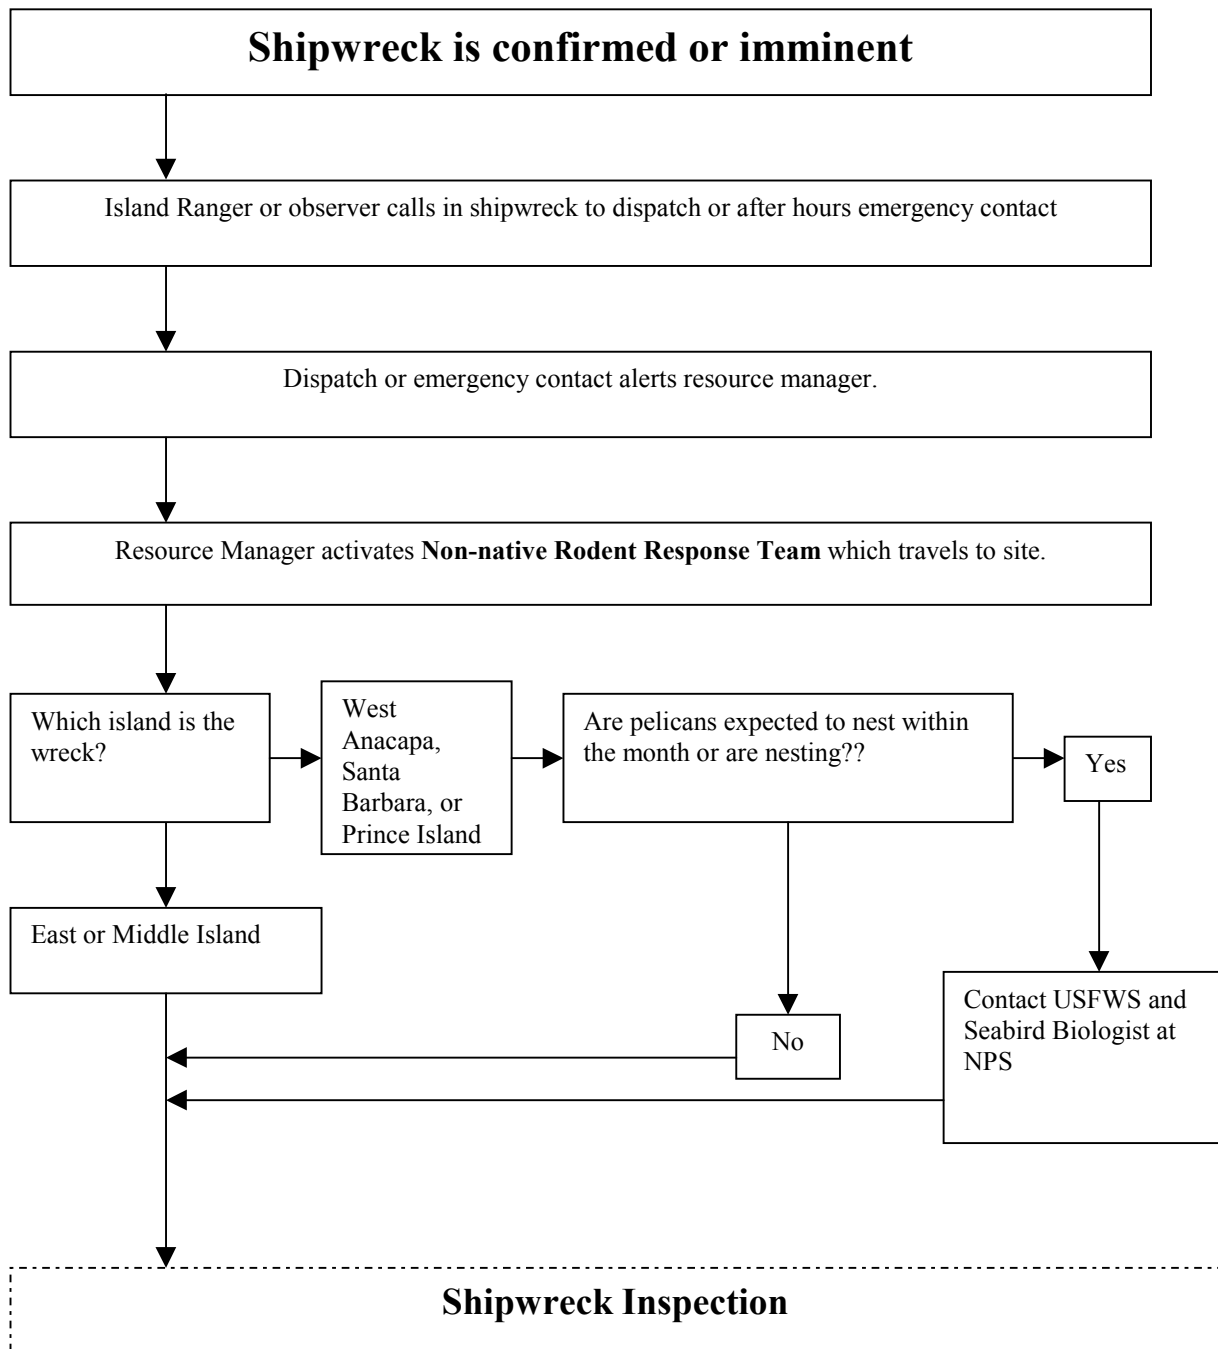 Shipwreck is confirmed or imminent
Island Ranger or observer calls in shipwreck to dispatch or after hours emergency contact
Dispatch or emergency contact alerts resource manager.
Resource Manager activates Non-native Rodent Response Team which travels to site.
Which island is the
wreck?
West
Anacapa,
Santa
Barbara, or
Prince Island
Are pelicans expected to nest within
the month or are nesting??
Yes
East or Middle Island
Contact USFWS and
Seabird Biologist at
NPS
No
Shipwreck Inspection